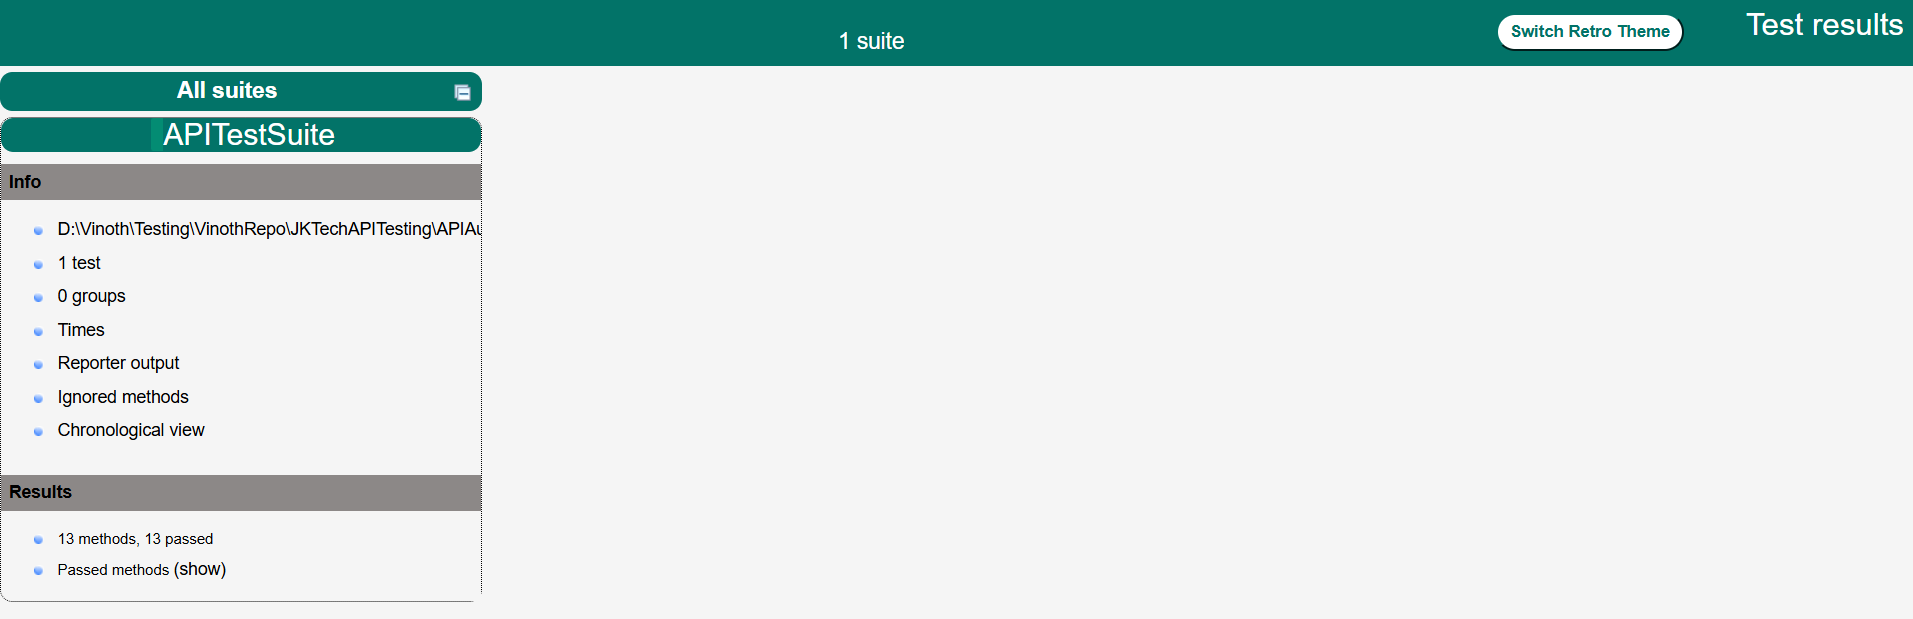 1 suite
Switch Retro Theme
Test results
All suites
APITestSuite
Info
D:\Vinoth\Testing\VinothRepo\JKTechAPITesting\APIAu
1 test
0 groups
Times
Reporter output
Ignored methods
Chronological view
Results
13 methods, 13 passed
Passed methods (show)